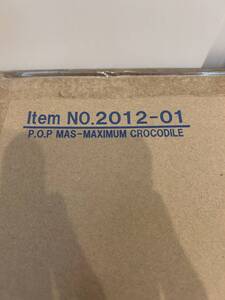 Item NO.2012-01
P.O.P MAS-MAXIMUM CROCODILE